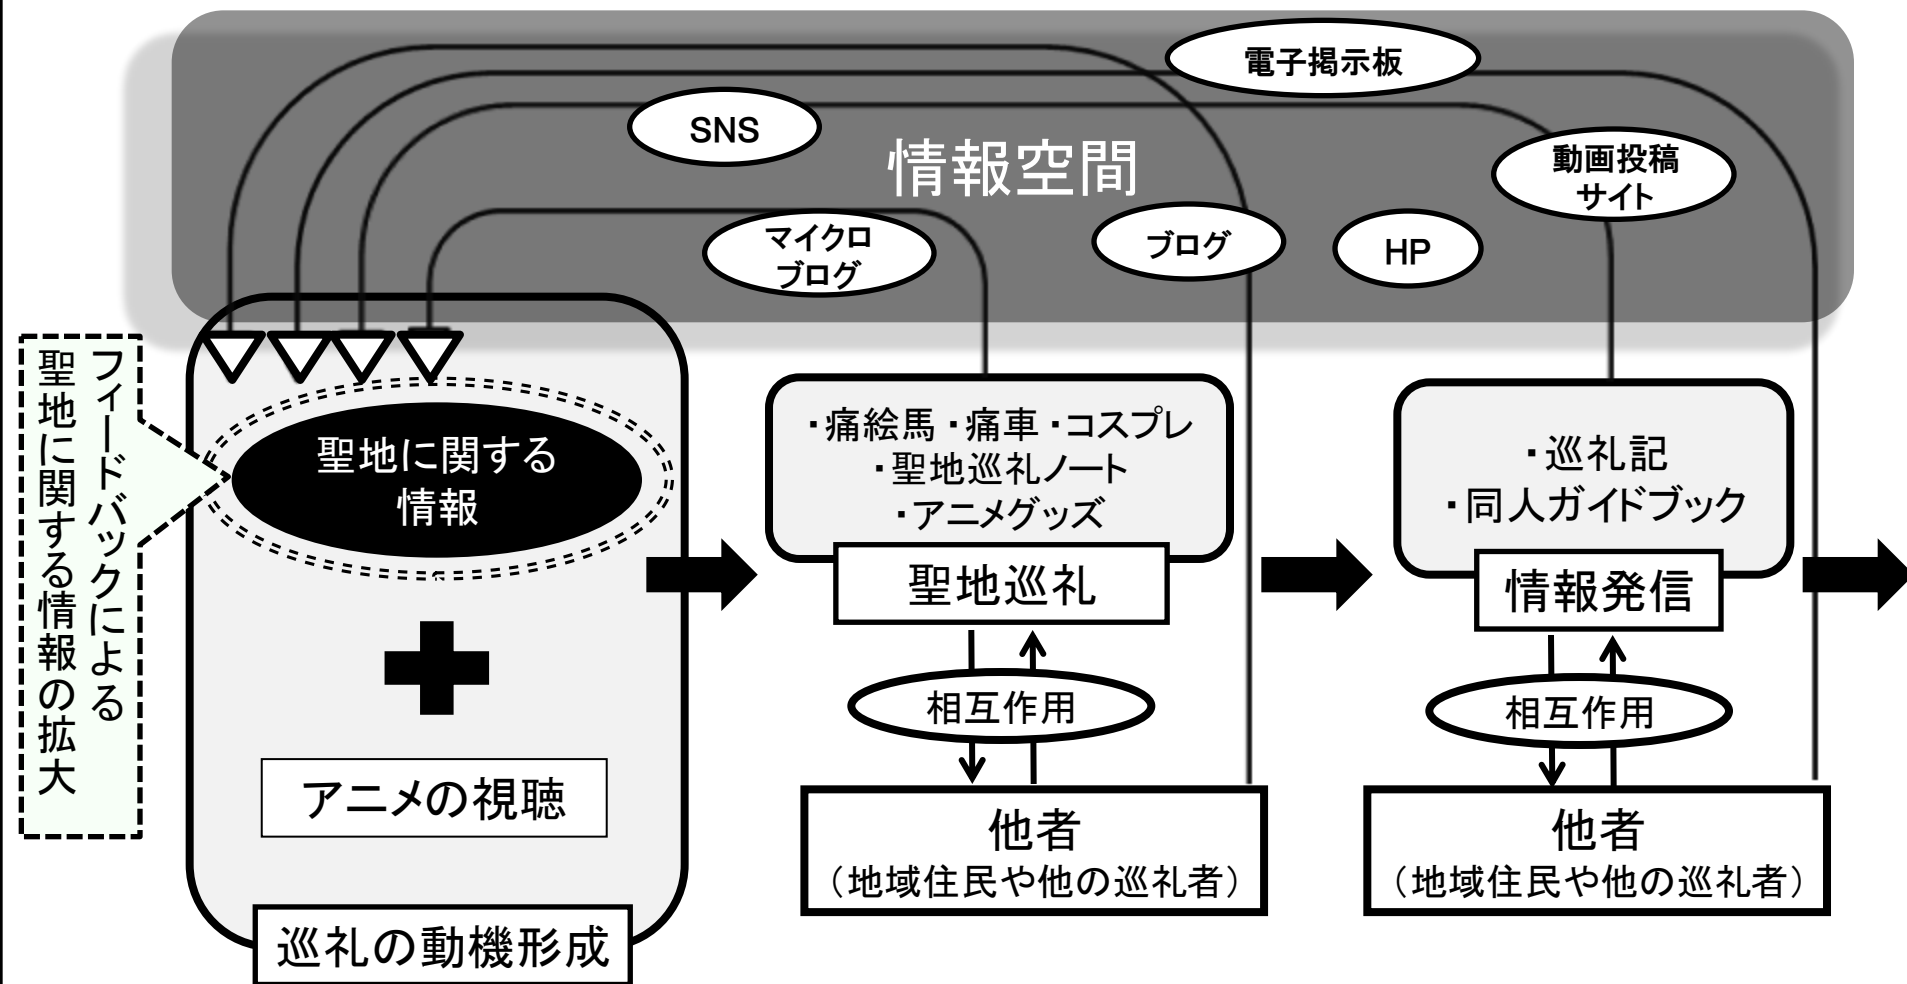 電子掲示板
SNS
情報空間
動画投稿
サイト
マイクロ
ブログ
ブログ
HP
フィードバックによる
聖地に関する情報の拡大
聖地に関する
情報
アニメの視聴
巡礼の動機形成
・痛絵馬・痛車・コスプレ
・聖地巡礼ノート
・アニメグッズ
聖地巡礼
相互作用
他者
（地域住民や他の巡礼者）
・巡礼記
・同人ガイドブック
情報発信
相互作用
他者
（地域住民や他の巡礼者）